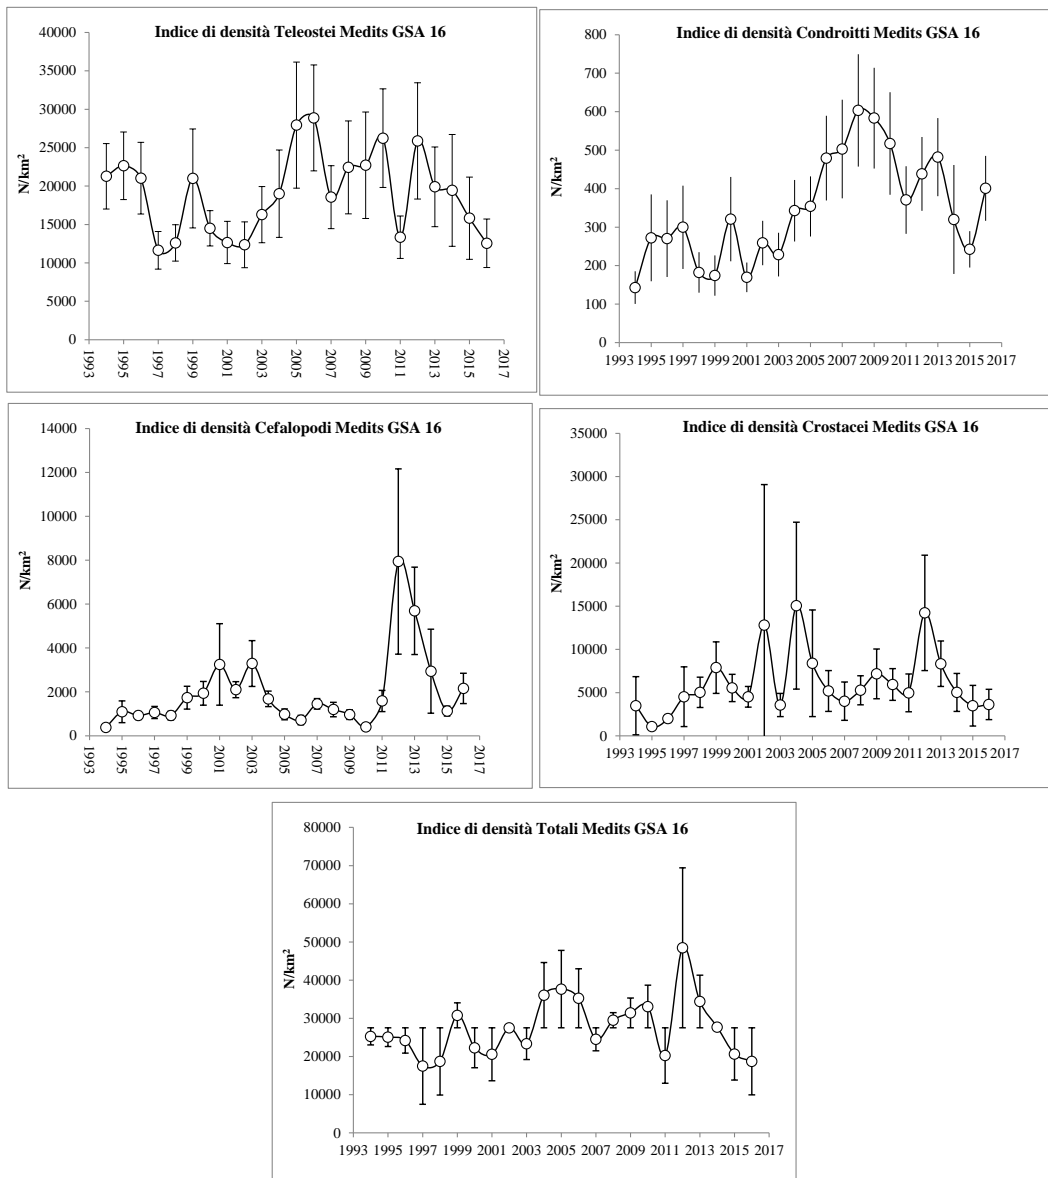 Indice di densità Teleostei Medits GSA 16
N/km²
40000
35000
30000
25000
20000
15000
10000
5000
0
1993 1995 1997 1999 2001 2003 2005 2007 2009 2011 2013 2015 2017
Indice di densità Condroitti Medits GSA 16
N/km²
800
700
600
500
400
300
200
100
0
1993 1995 1997 1999 2001 2003 2005 2007 2009 2011 2013 2015 2017
Indice di densità Cefalopodi Medits GSA 16
N/km²
14000
12000
10000
8000
6000
4000
2000
0
1993 1995 1997 1999 2001 2003 2005 2007 2009 2011 2013 2015 2017
Indice di densità Crostacei Medits GSA 16
N/km²
35000
30000
25000
20000
15000
10000
5000
0
1993 1995 1997 1999 2001 2003 2005 2007 2009 2011 2013 2015 2017
Indice di densità Totali Medits GSA 16
N/km²
80000
70000
60000
50000
40000
30000
20000
10000
0
1993 1995 1997 1999 2001 2003 2005 2007 2009 2011 2013 2015 2017